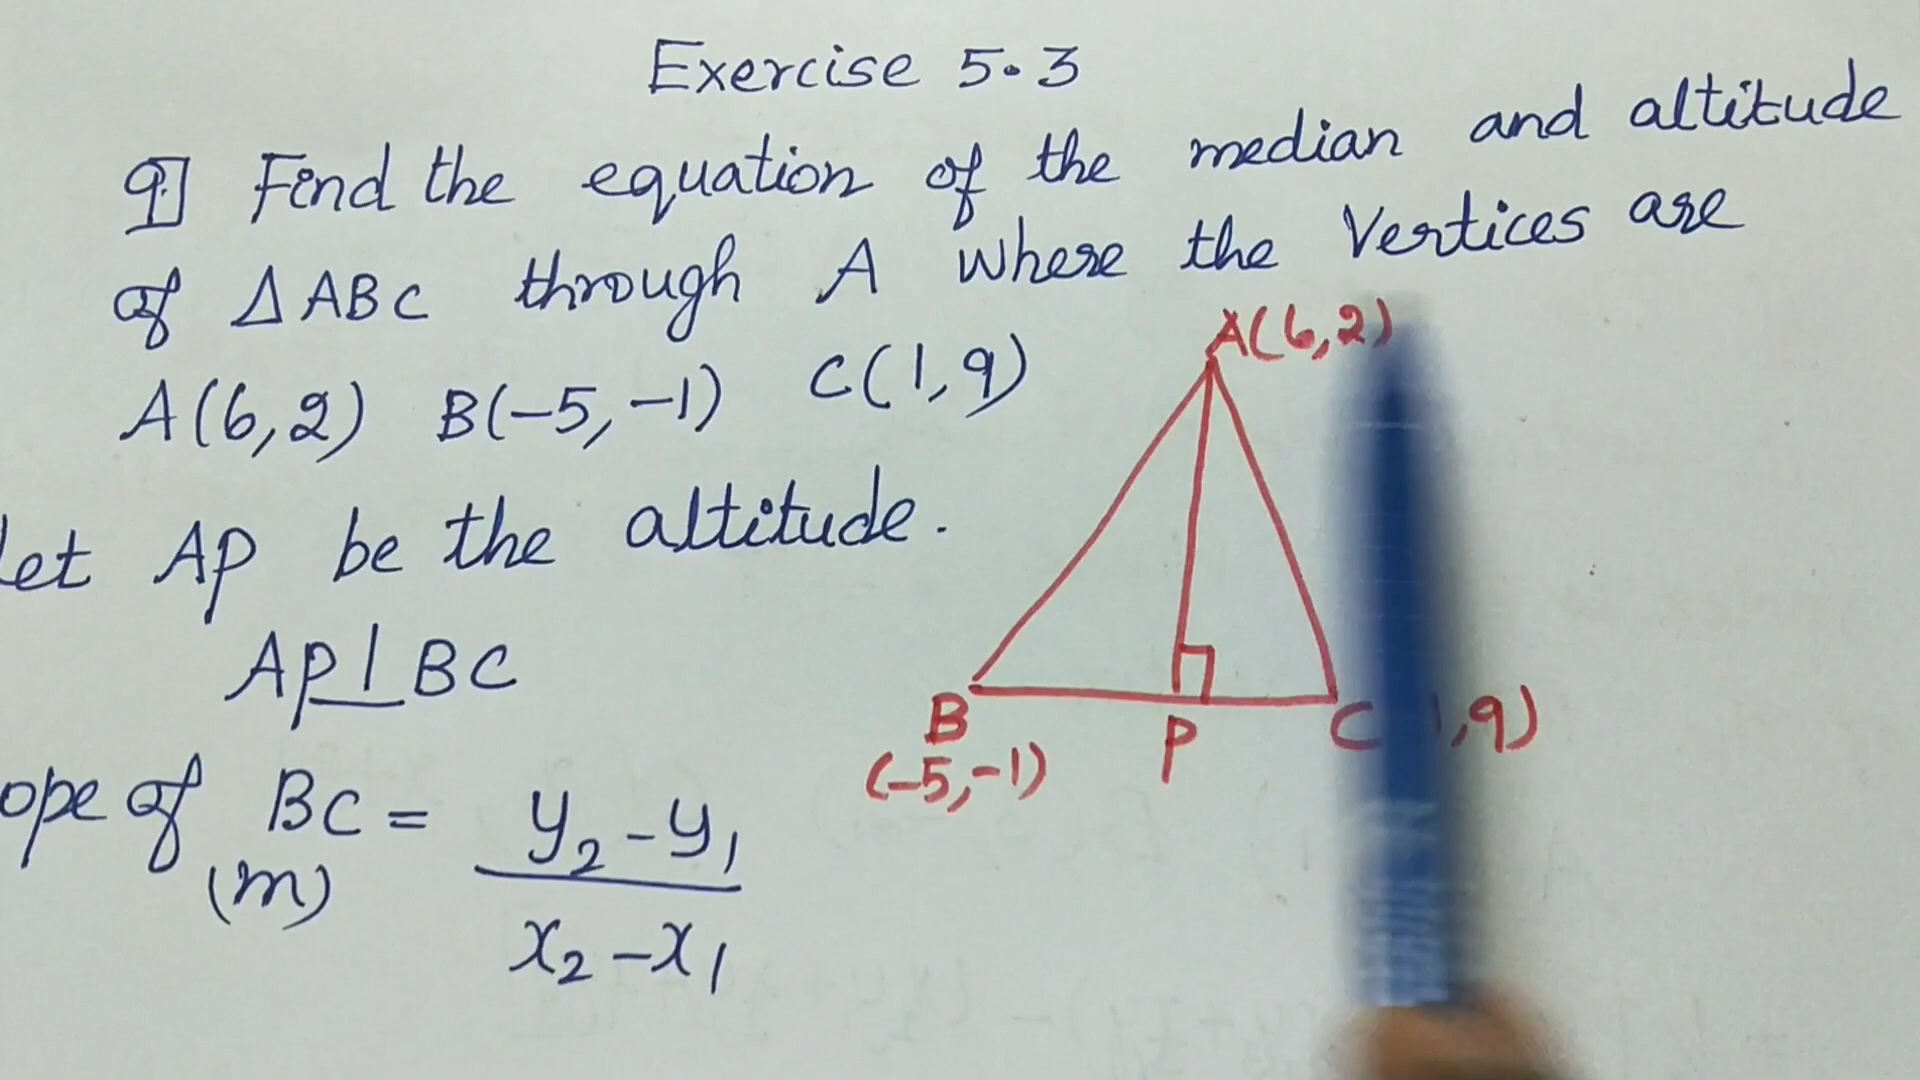 Exercise 5.3
9] Find the equation of the median and altitude
of ΔABC through A where the Vertices are
A(6,2) B(-5,-1) C(1,9)
A(6,2)
let AP be the altitude.
AP⊥BC
B
(-5,-1)
P
C ,9)
ope of BC = y₂-y₁
(m) x₂-x₁